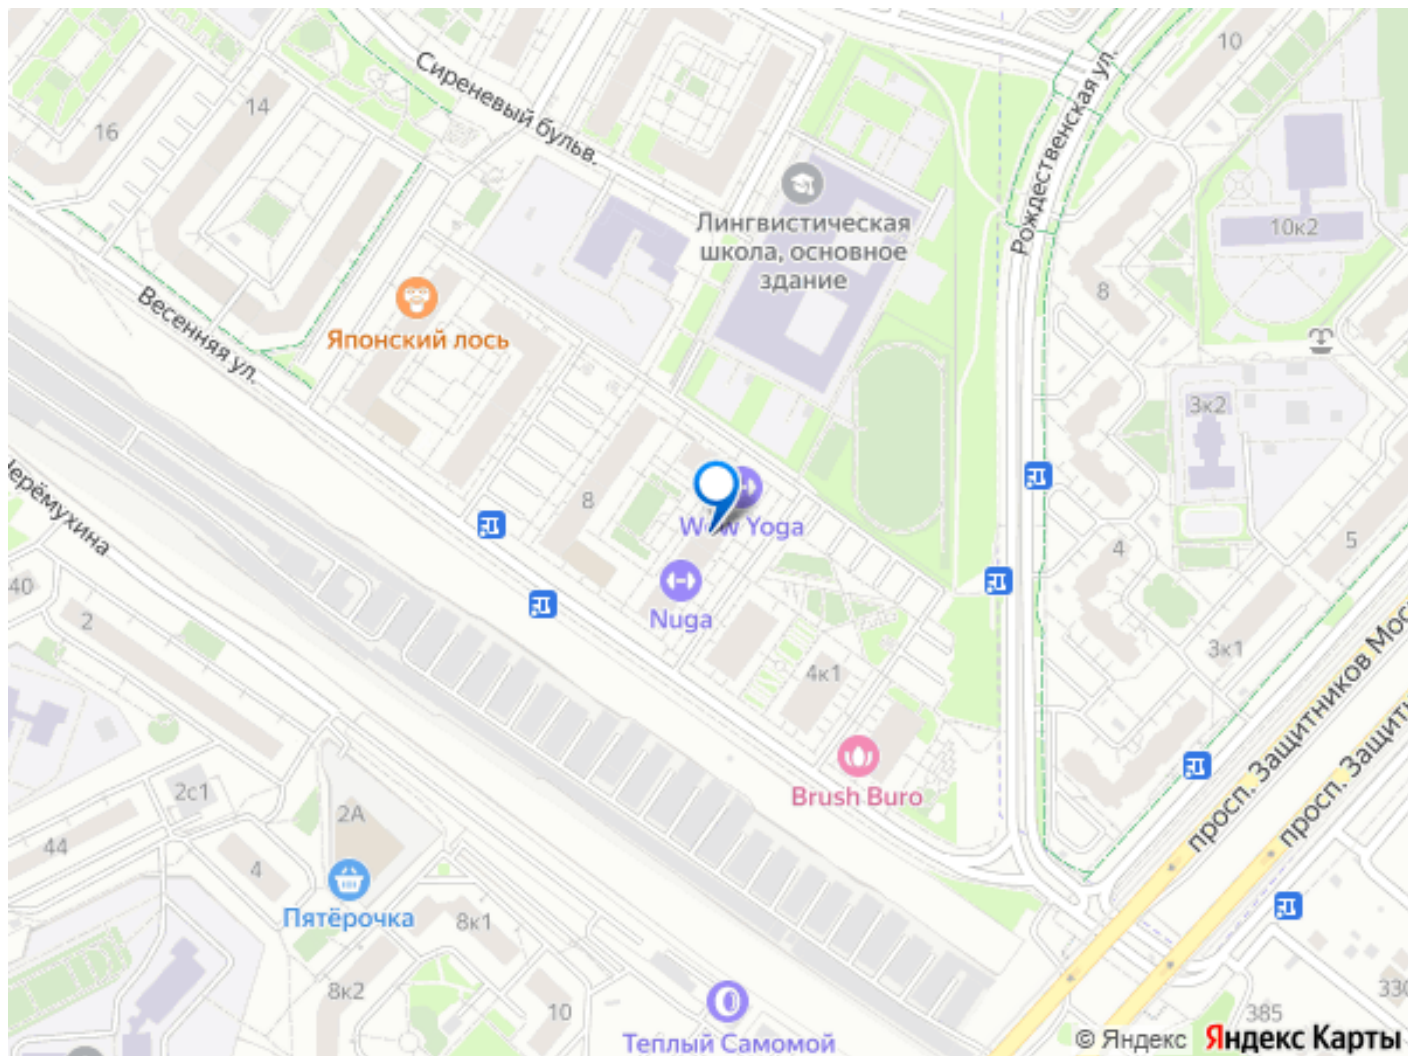 10
Сиреневый бульв.
14
16
Рождественская ул.
Лингвистическая
школа, основное
здание
10к2
8
Весенняя ул.
Японский лось
3к2
8
Wow Yoga
4
5
Черёмухина
40
2
Nuga
3к1
4к1
просп. Защитников Мос
просп. Защит
Brush Buro
2с1
2А
44
4
Пятёрочка
8к1
8к2
10
330
385
Теплый Самомой
© Яндекс Яндекс Карты